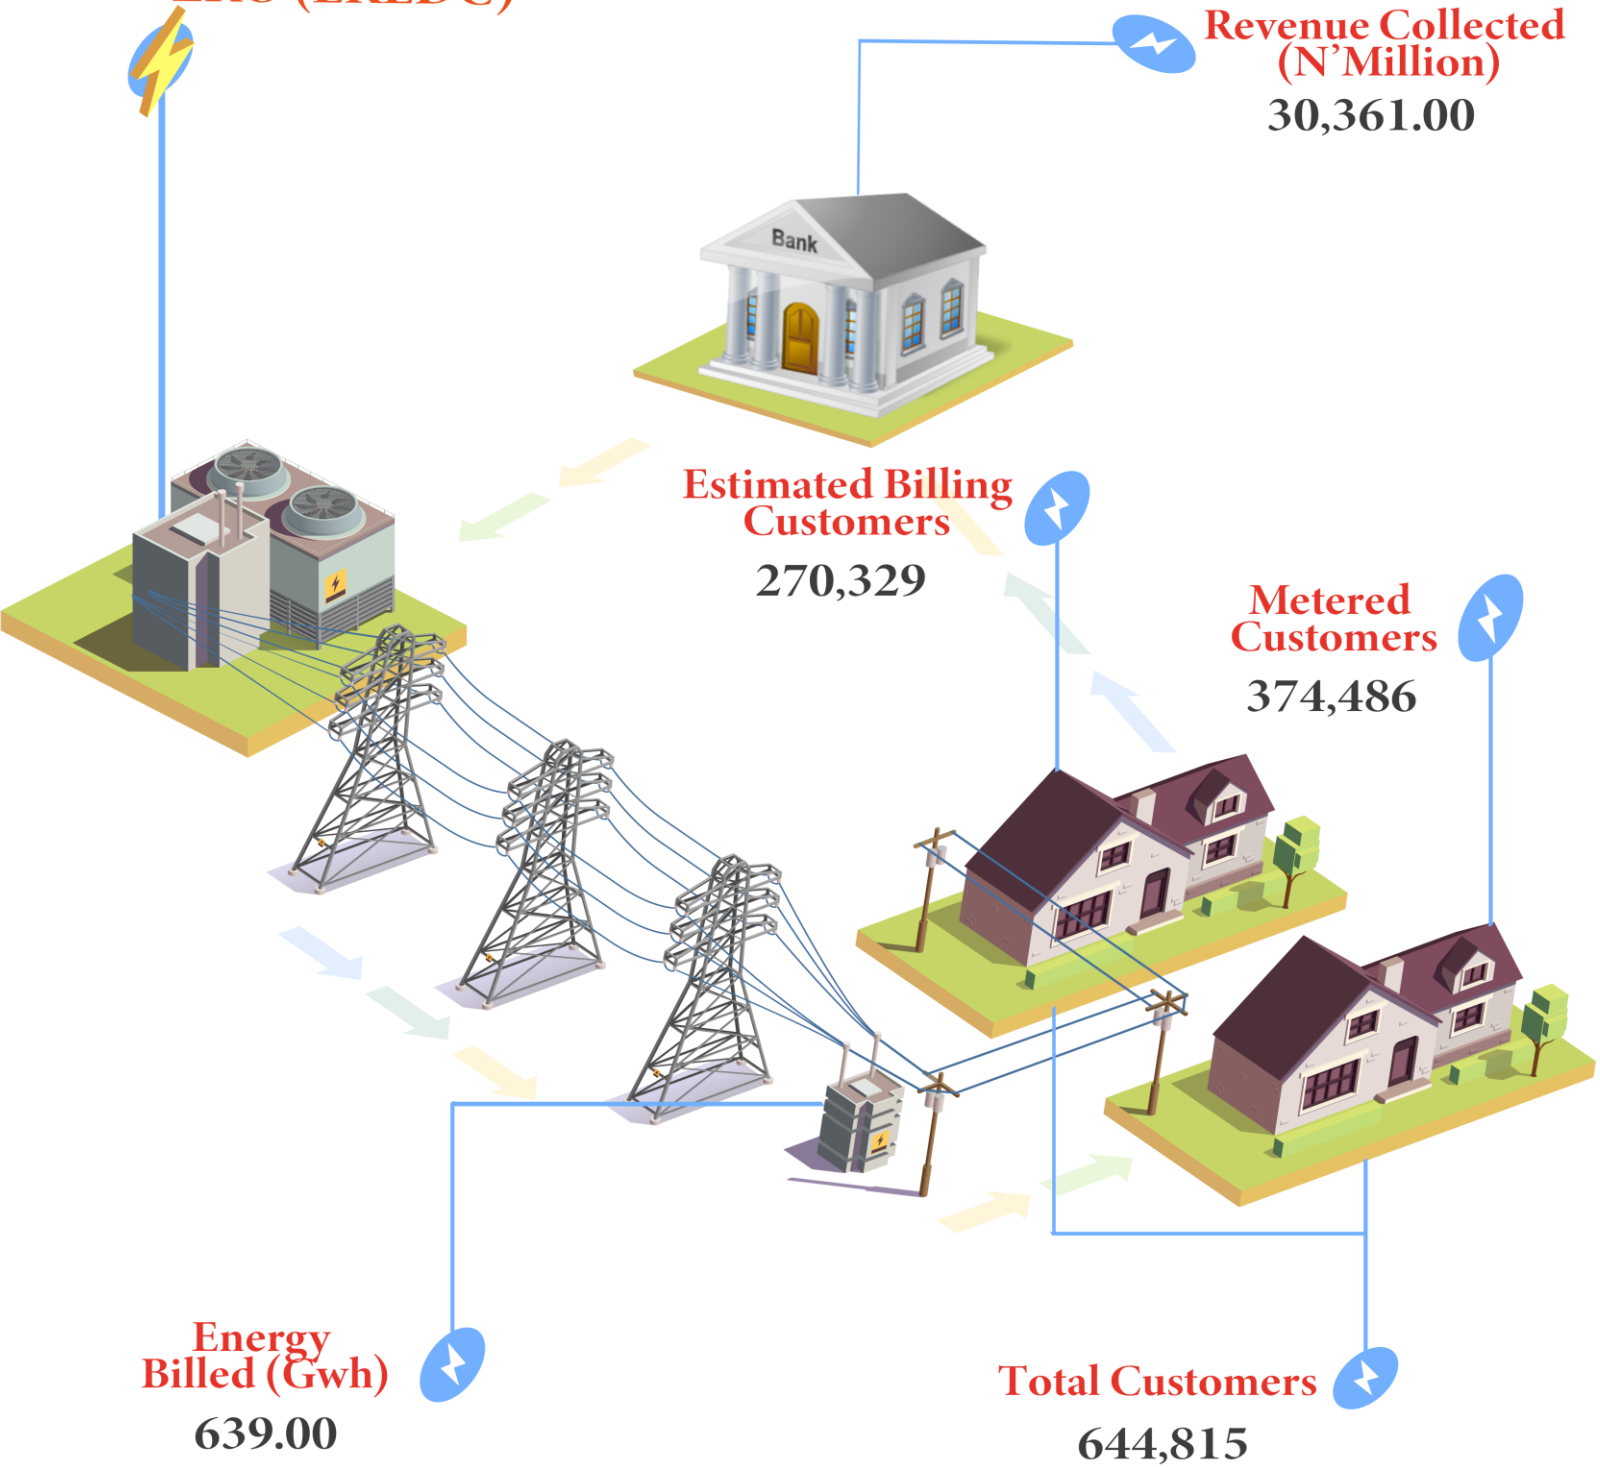 Revenue Collected
(N’Million)
30,361.00
Bank
Estimated Billing
Customers
270,329
Metered
Customers
374,486
Energy
Billed (Gwh)
639.00
Total Customers
644,815